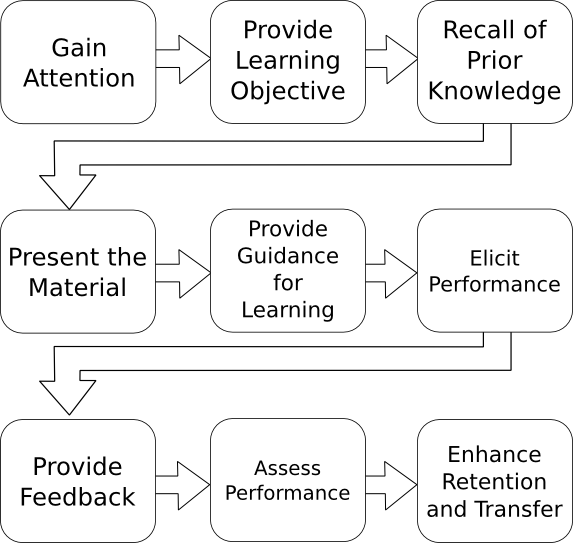 Gain
Attention
Provide
Learning
Objective
Recall of
Prior
Knowledge
Present the
Material
Provide
Guidance
for
Learning
Elicit
Performance
Provide
Feedback
Assess
Performance
Enhance
Retention
and Transfer